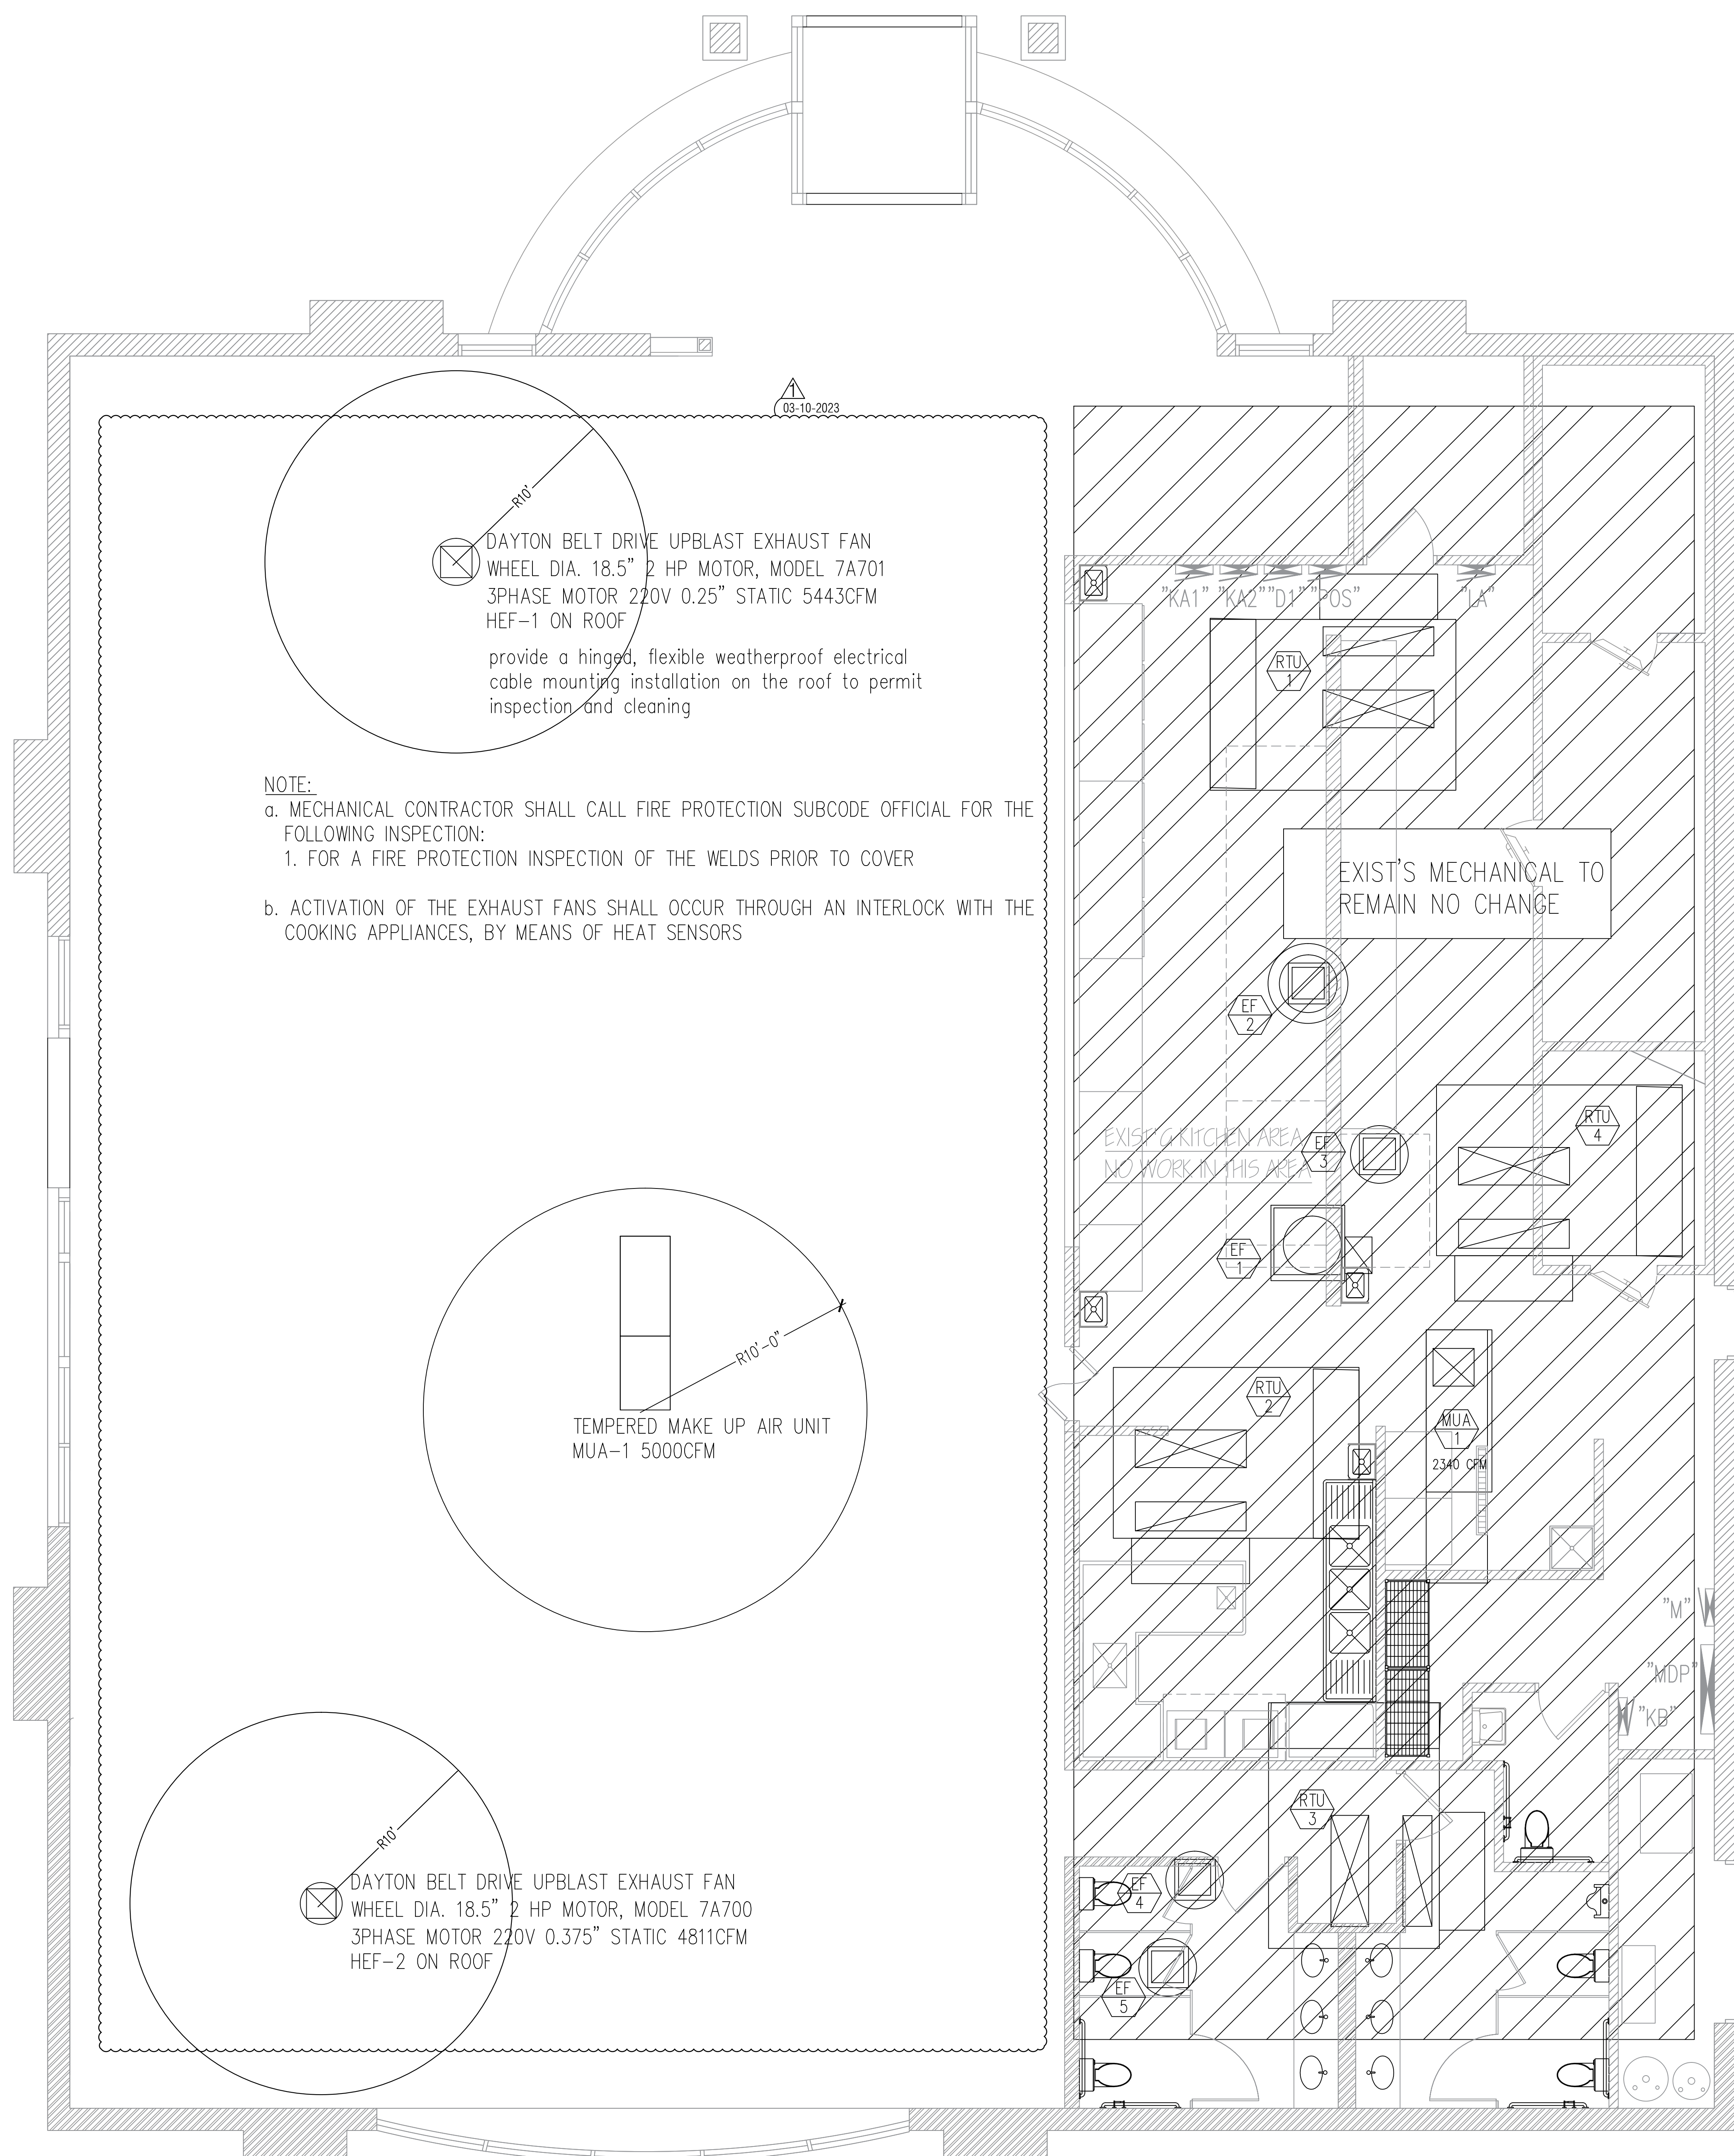 1
03-10-2023
R10'
DAYTON BELT DRIVE UPBLAST EXHAUST FAN
WHEEL DIA. 18.5" 2 HP MOTOR, MODEL 7A701
3PHASE MOTOR 220V 0.25" STATIC 5443CFM
HEF-1 ON ROOF
provide a hinged, flexible weatherproof electrical
cable mounting installation on the roof to permit
inspection and cleaning
NOTE:
a. MECHANICAL CONTRACTOR SHALL CALL FIRE PROTECTION SUBCODE OFFICIAL FOR THE
FOLLOWING INSPECTION:
1. FOR A FIRE PROTECTION INSPECTION OF THE WELDS PRIOR TO COVER
b. ACTIVATION OF THE EXHAUST FANS SHALL OCCUR THROUGH AN INTERLOCK WITH THE
COOKING APPLIANCES, BY MEANS OF HEAT SENSORS
R10'-0"
TEMPERED MAKE UP AIR UNIT
MUA-1 5000CFM
R10'
DAYTON BELT DRIVE UPBLAST EXHAUST FAN
WHEEL DIA. 18.5" 2 HP MOTOR, MODEL 7A700
3PHASE MOTOR 220V 0.375" STATIC 4811CFM
HEF-2 ON ROOF
"KA1" "KA2" "D1" "POS" "LA"
RTU
1
EXIST'S MECHANICAL TO
REMAIN NO CHANGE
EF
2
RTU
4
EXIST'G KITCHEN AREA
NO WORK IN THIS AREA
EF
3
EF
1
RTU
2
MUA
1
2340 CFM
"M"
"MDP"
"KB"
RTU
3
EF
4
EF
5